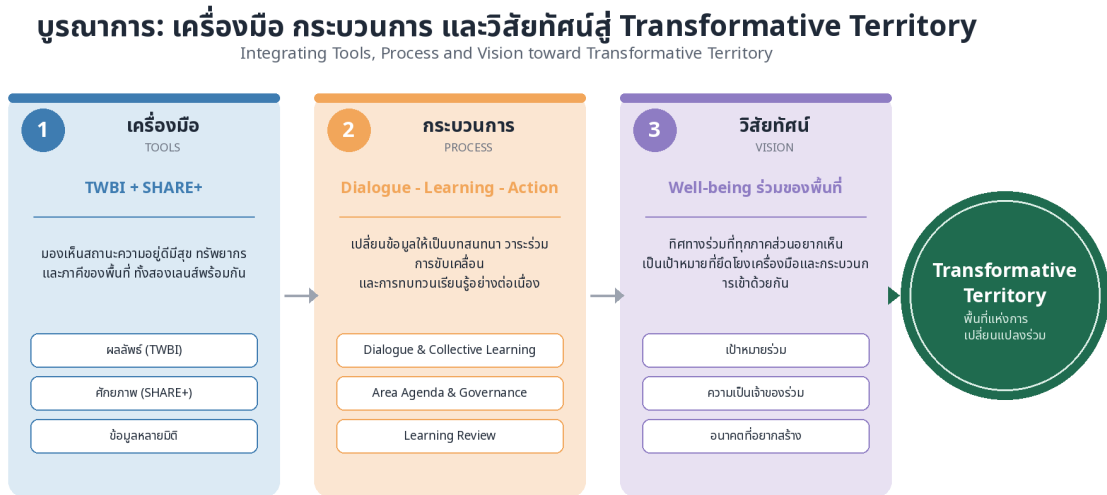 บูรณาการ: เครื่องมือ กระบวนการ และวิสัยทัศน์สู่ Transformative Territory
Integrating Tools, Process and Vision toward Transformative Territory
1
เครื่องมือ
TOOLS
TWBI + SHARE+
มองเห็นสถานะความอยู่ดีมีสุข ทรัพยากร
และภาคีของพื้นที่ ทั้งสองเลนส์พร้อมกัน
ผลลัพธ์ (TWBI)
ศักยภาพ (SHARE+)
ข้อมูลหลายมิติ
2
กระบวนการ
PROCESS
Dialogue - Learning - Action
เปลี่ยนข้อมูลให้เป็นบทสนทนา วาระร่วม
การขับเคลื่อน
และการทบทวนเรียนรู้อย่างต่อเนื่อง
Dialogue & Collective Learning
Area Agenda & Governance
Learning Review
3
วิสัยทัศน์
VISION
Well-being ร่วมของพื้นที่
ทิศทางร่วมที่ทุกภาคส่วนอยากเห็น
เป็นเป้าหมายที่ยึดโยงเครื่องมือและกระบวนก
ารเข้าด้วยกัน
เป้าหมายร่วม
ความเป็นเจ้าของร่วม
อนาคตที่อยากสร้าง
Transformative
Territory
พื้นที่แห่งการ
เปลี่ยนแปลงร่วม